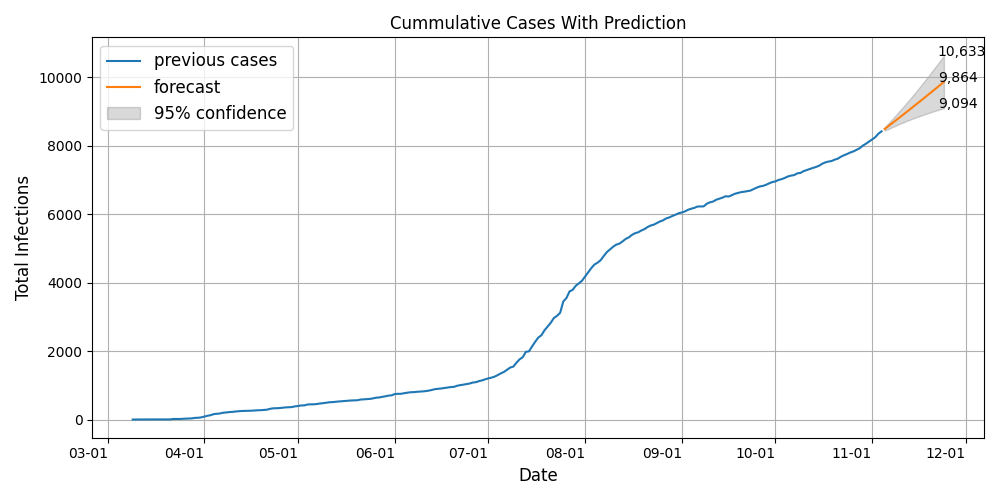 Cummulative Cases With Prediction
previous cases
forecast
95% confidence
10,633
9,864
9,094
10000
8000
6000
4000
2000
0
Total Infections
03-01 04-01 05-01 06-01 07-01 08-01 09-01 10-01 11-01 12-01
Date